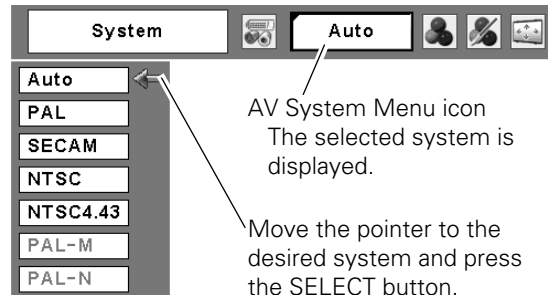 System
Auto
Auto
PAL
SECAM
NTSC
NTSC4.43
PAL-M
PAL-N
AV System Menu icon
The selected system is
displayed.
Move the pointer to the
desired system and press
the SELECT button.